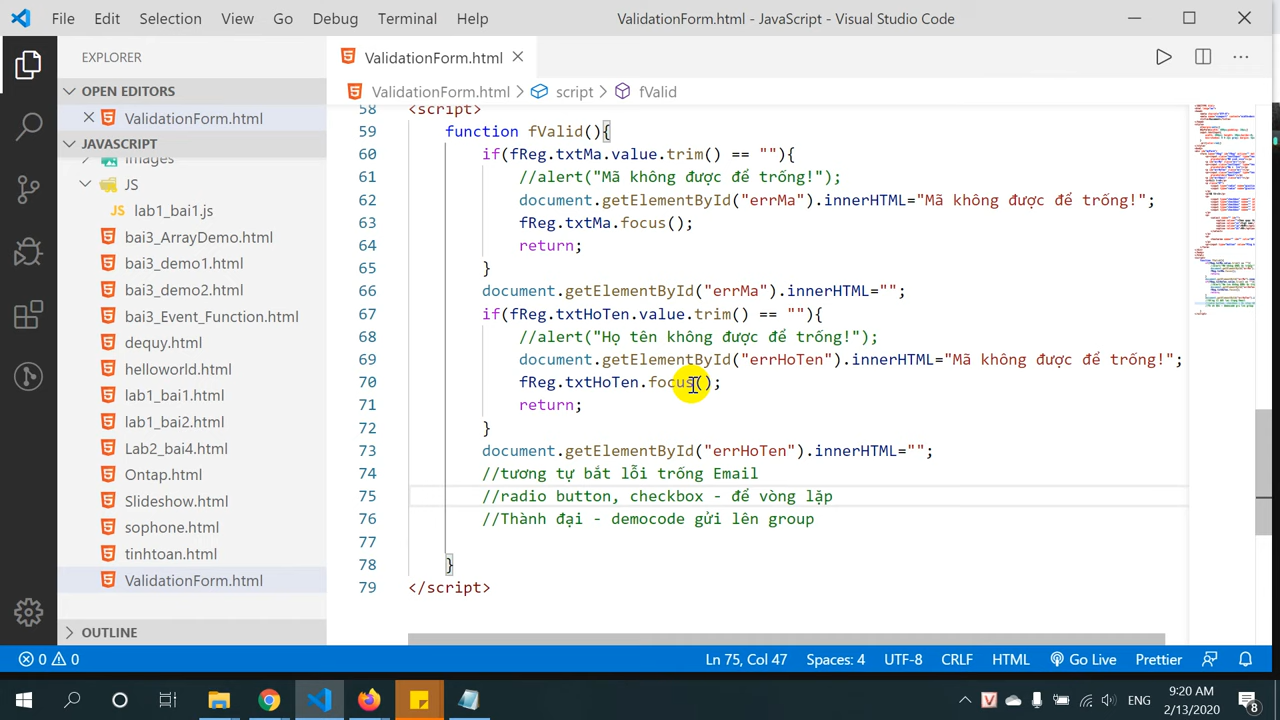 File Edit Selection View Go Debug Terminal Help
ValidationForm.html - JavaScript - Visual Studio Code
EXPLORER
OPEN EDITORS
ValidationForm.html
JAVASCRIPT
images
JS
lab1_bai1.js
bai3_ArrayDemo.html
bai3_demo1.html
bai3_demo2.html
bai3_Event_Function.html
dequy.html
helloworld.html
lab1_bai1.html
lab1_bai2.html
Lab2_bai4.html
Ontap.html
Slideshow.html
sophone.html
tinhtoan.html
ValidationForm.html
OUTLINE
ValidationForm.html
ValidationForm.html > script > fValid
58 <script>
59 function fValid(){
60 if(fReg.txtMa.value.trim() == ""){
61 //alert("Mã không được để trống!");
62 document.getElementById("errMa").innerHTML="Mã không được để trống!";
63 fReg.txtMa.focus();
64 return;
65 }
66 document.getElementById("errMa").innerHTML="";
67 if(fReg.txtHoTen.value.trim() == ""){
68 //alert("Họ tên không được để trống!");
69 document.getElementById("errHoTen").innerHTML="Mã không được để trống!";
70 fReg.txtHoTen.focus();
71 return;
72 }
73 document.getElementById("errHoTen").innerHTML="";
74 //tương tự bắt lỗi trống Email
75 //radio button, checkbox - để vòng lặp
76 //Thành đại - democode gửi lên group
77
78 }
79 </script>
0 0
Ln 75, Col 47 Spaces: 4 UTF-8 CRLF HTML Go Live Prettier
ENG
9:20 AM
2/13/2020
8